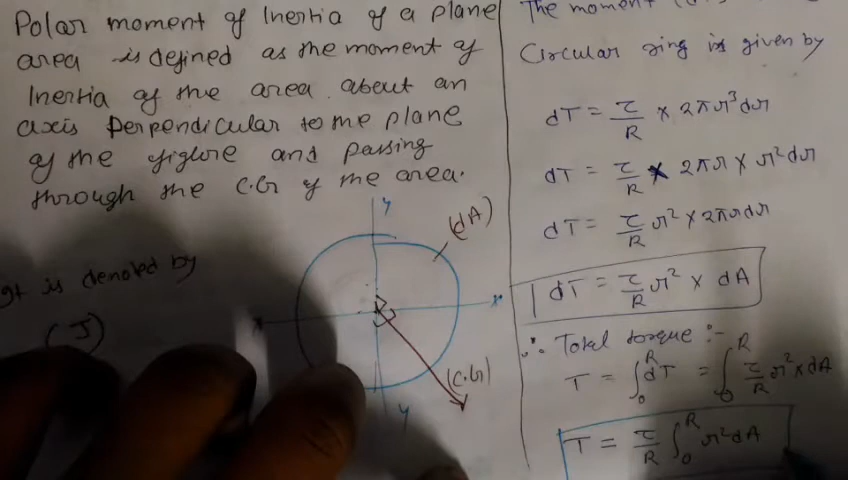 Polar moment of Inertia of a plane
area is defined as the moment of
Inertia of the area about an
axis perpendicular to the plane
of the figure and passing
through the C.G of the area.
It is denoted by
(J)
y
(dA)
x
x
(C.G)
y
The moment
Circular ring is given by
dT = τ/R × 2πr³dr
dT = τ/R × 2πr × r²dr
dT = τ/R r² × 2πrdr
dT = τ/R r² × dA
∴ Total torque :-
T = ∫₀ᴿ dT = ∫₀ᴿ τ/R r² × dA
T = τ/R ∫₀ᴿ r²dA